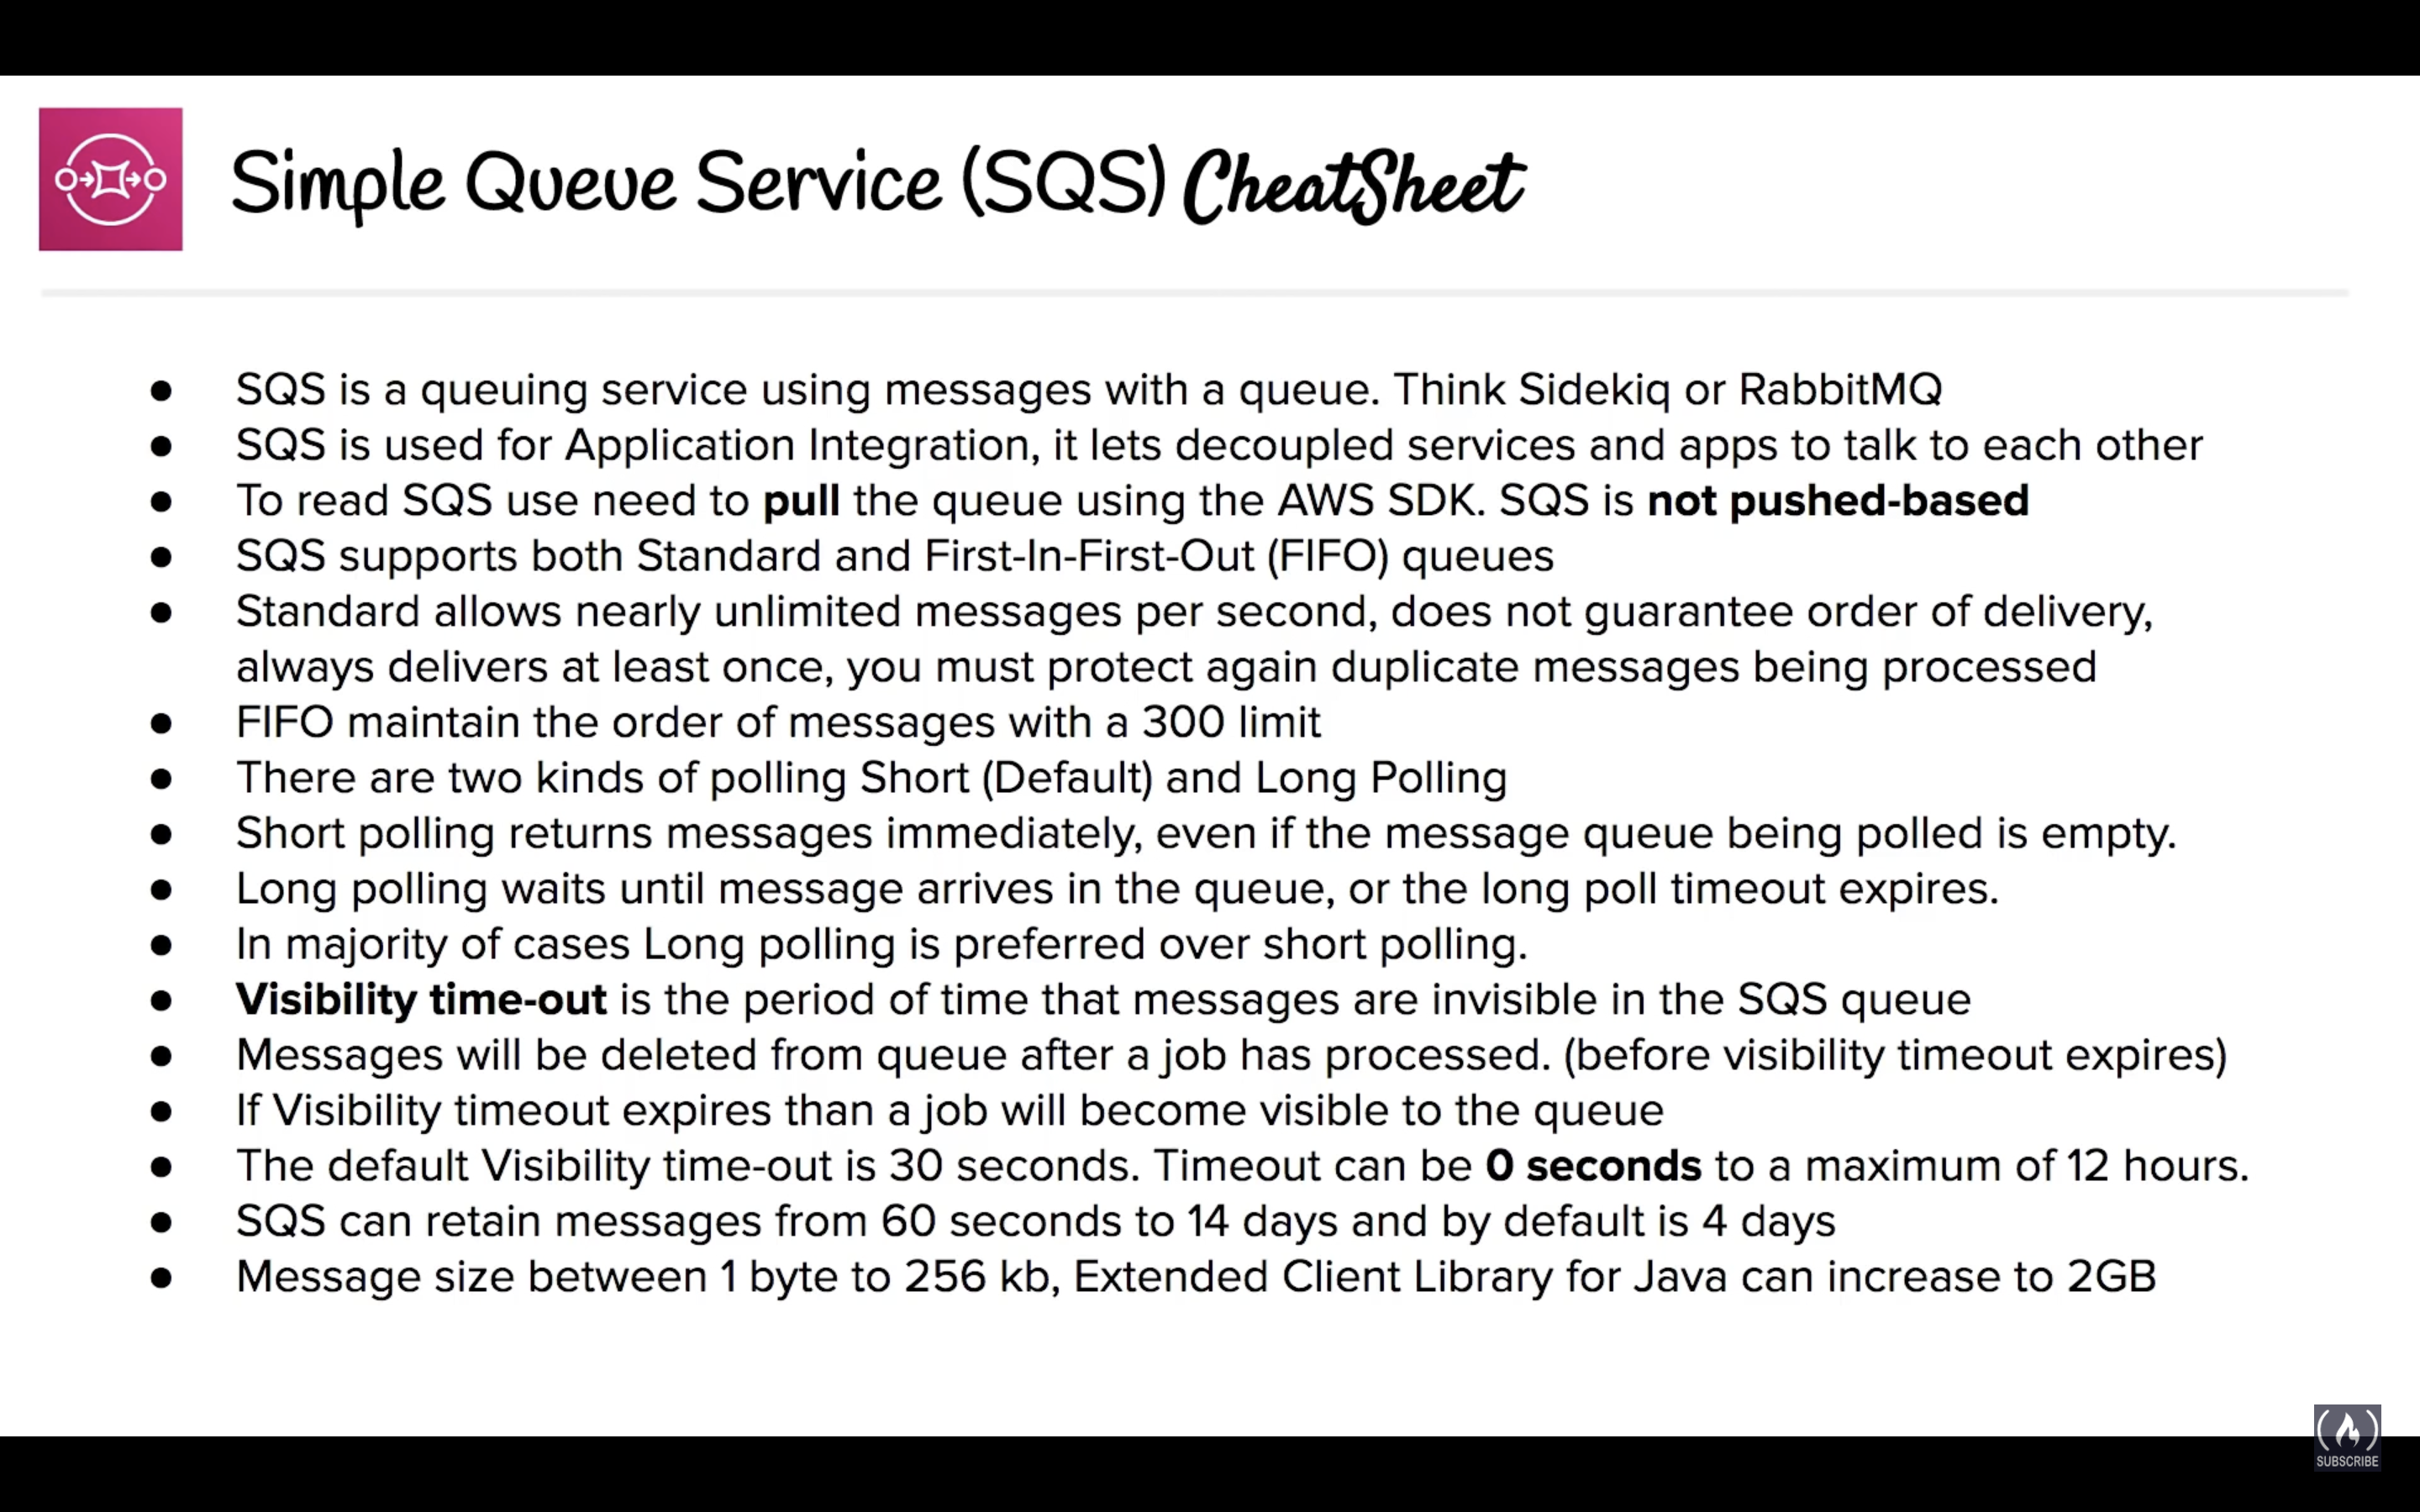 Simple Queue Service (SQS) CheatSheet
● SQS is a queuing service using messages with a queue. Think Sidekiq or RabbitMQ
● SQS is used for Application Integration, it lets decoupled services and apps to talk to each other
● To read SQS use need to pull the queue using the AWS SDK. SQS is not pushed-based
● SQS supports both Standard and First-In-First-Out (FIFO) queues
● Standard allows nearly unlimited messages per second, does not guarantee order of delivery,
always delivers at least once, you must protect again duplicate messages being processed
● FIFO maintain the order of messages with a 300 limit
● There are two kinds of polling Short (Default) and Long Polling
● Short polling returns messages immediately, even if the message queue being polled is empty.
● Long polling waits until message arrives in the queue, or the long poll timeout expires.
● In majority of cases Long polling is preferred over short polling.
● Visibility time-out is the period of time that messages are invisible in the SQS queue
● Messages will be deleted from queue after a job has processed. (before visibility timeout expires)
● If Visibility timeout expires than a job will become visible to the queue
● The default Visibility time-out is 30 seconds. Timeout can be 0 seconds to a maximum of 12 hours.
● SQS can retain messages from 60 seconds to 14 days and by default is 4 days
● Message size between 1 byte to 256 kb, Extended Client Library for Java can increase to 2GB
SUBSCRIBE